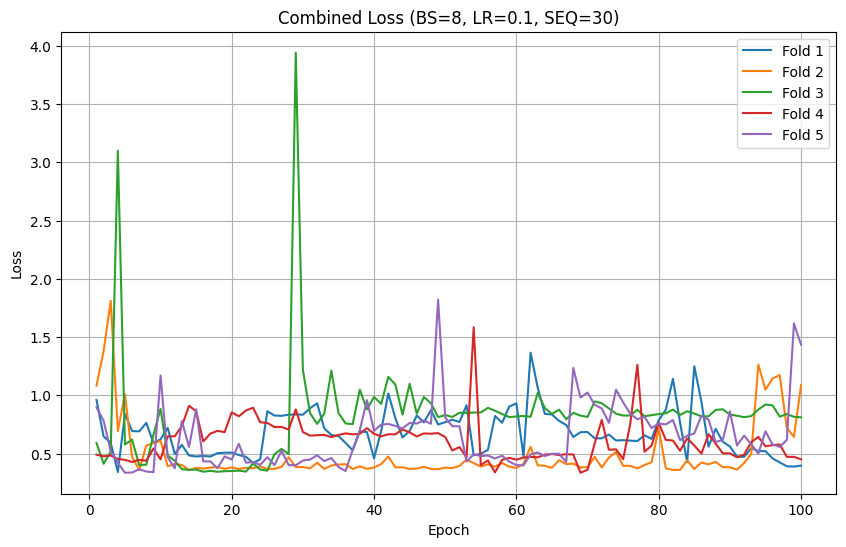 Combined Loss (BS=8, LR=0.1, SEQ=30)
Fold 1
Fold 2
Fold 3
Fold 4
Fold 5
Loss
4.0
3.5
3.0
2.5
2.0
1.5
1.0
0.5
0
20
40
60
80
100
Epoch